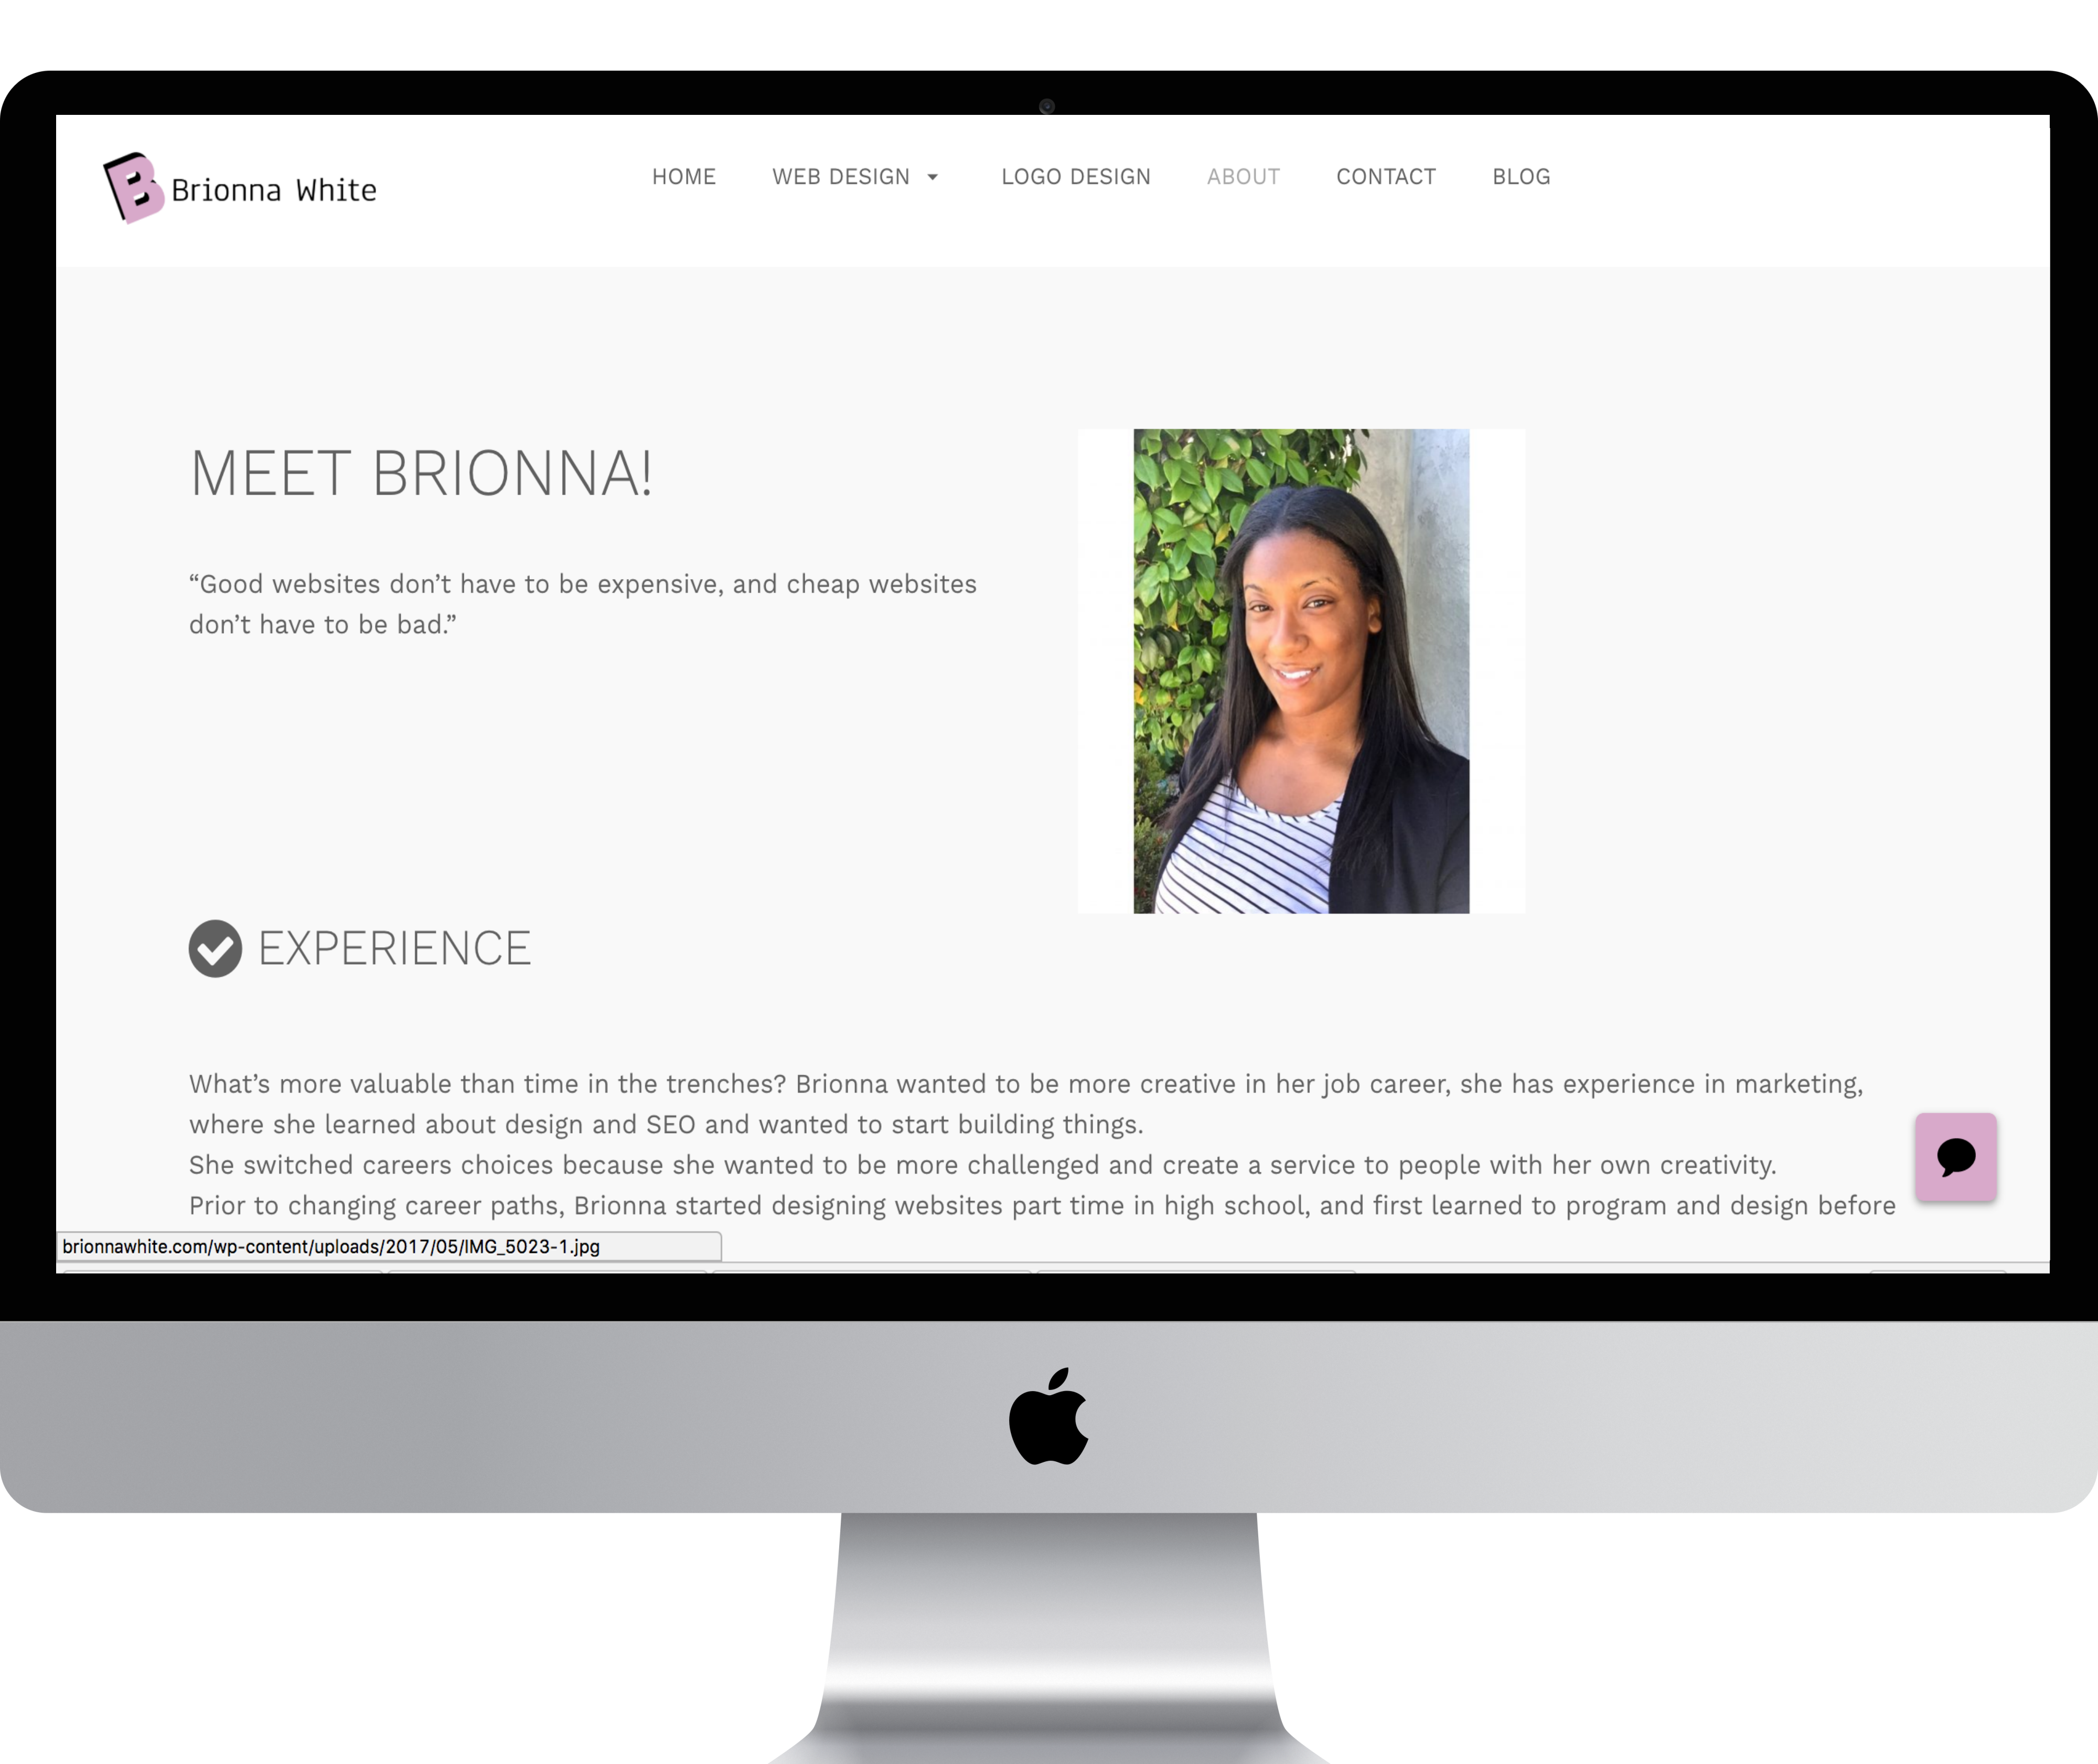 Brionna White
HOME WEB DESIGN LOGO DESIGN ABOUT CONTACT BLOG
MEET BRIONNA!
“Good websites don’t have to be expensive, and cheap websites
don’t have to be bad.”
EXPERIENCE
What’s more valuable than time in the trenches? Brionna wanted to be more creative in her job career, she has experience in marketing,
where she learned about design and SEO and wanted to start building things.
She switched careers choices because she wanted to be more challenged and create a service to people with her own creativity.
Prior to changing career paths, Brionna started designing websites part time in high school, and first learned to program and design before
brionnawhite.com/wp-content/uploads/2017/05/IMG_5023-1.jpg